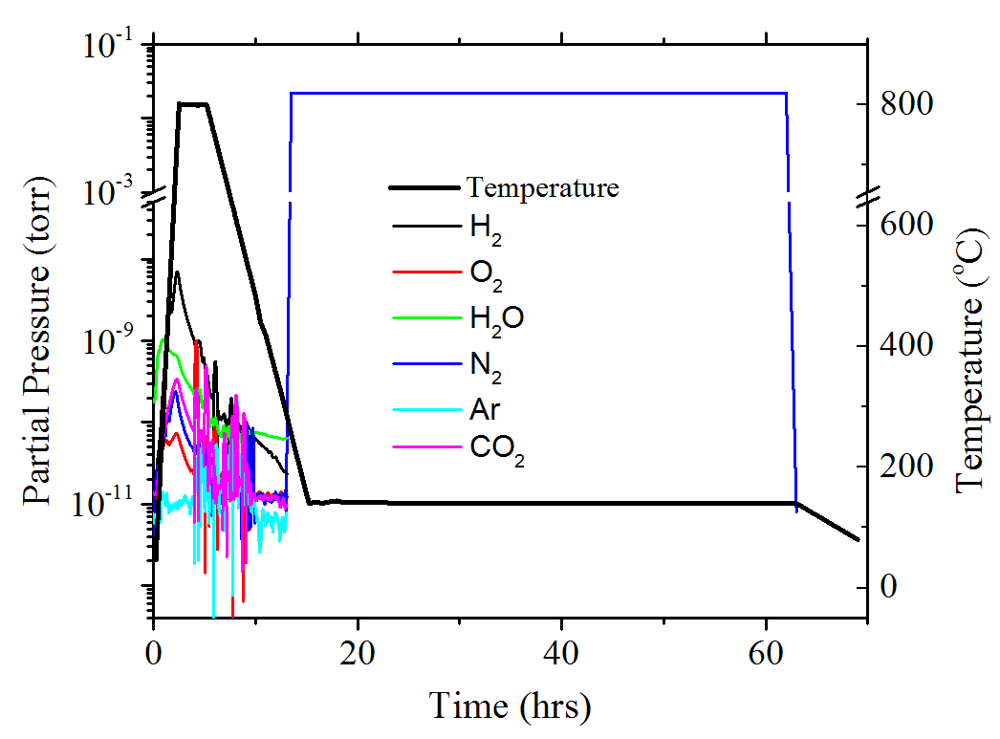 10⁻¹
10⁻³
10⁻⁹
10⁻¹¹
Partial Pressure (torr)
Temperature
H₂
O₂
H₂O
N₂
Ar
CO₂
800
600
400
200
0
Temperature (°C)
0 20 40 60
Time (hrs)